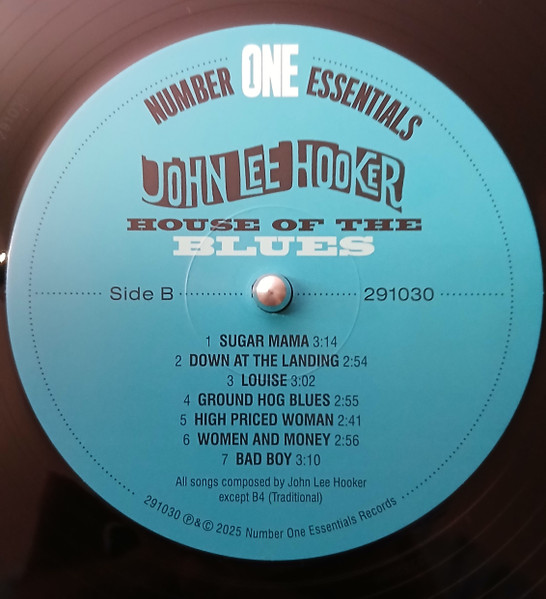 NUMBER ONE ESSENTIALS
JOHN LEE HOOKER
HOUSE OF THE
BLUES
Side B 291030
1 SUGAR MAMA 3:14
2 DOWN AT THE LANDING 2:54
3 LOUISE 3:02
4 GROUND HOG BLUES 2:55
5 HIGH PRICED WOMAN 2:41
6 WOMEN AND MONEY 2:56
7 BAD BOY 3:10
All songs composed by John Lee Hooker
except B4 (Traditional)
291030 ℗&© 2025 Number One Essentials Records